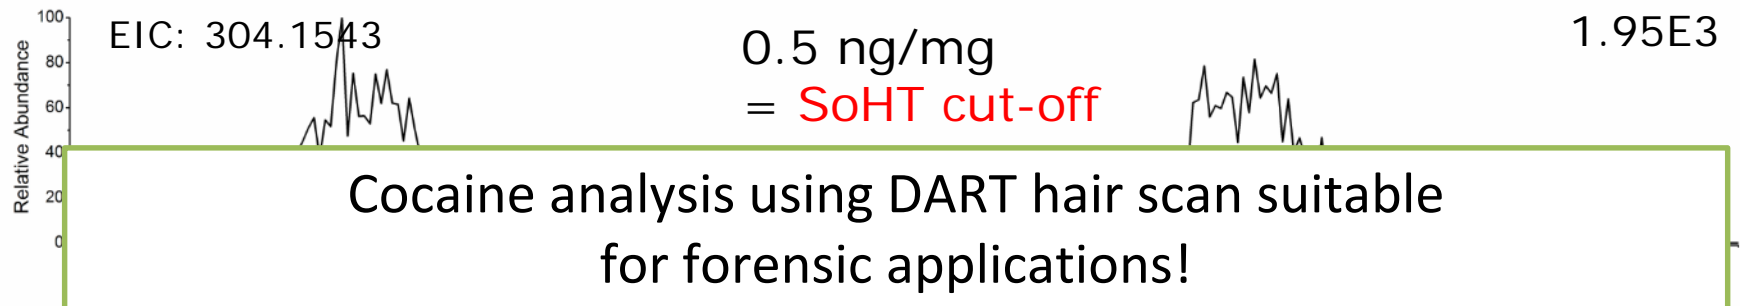 EIC: 304.1543
0.5 ng/mg
= SoHT cut-off
1.95E3
Relative Abundance
100
80
60
40
20
0
Cocaine analysis using DART hair scan suitable
for forensic applications!